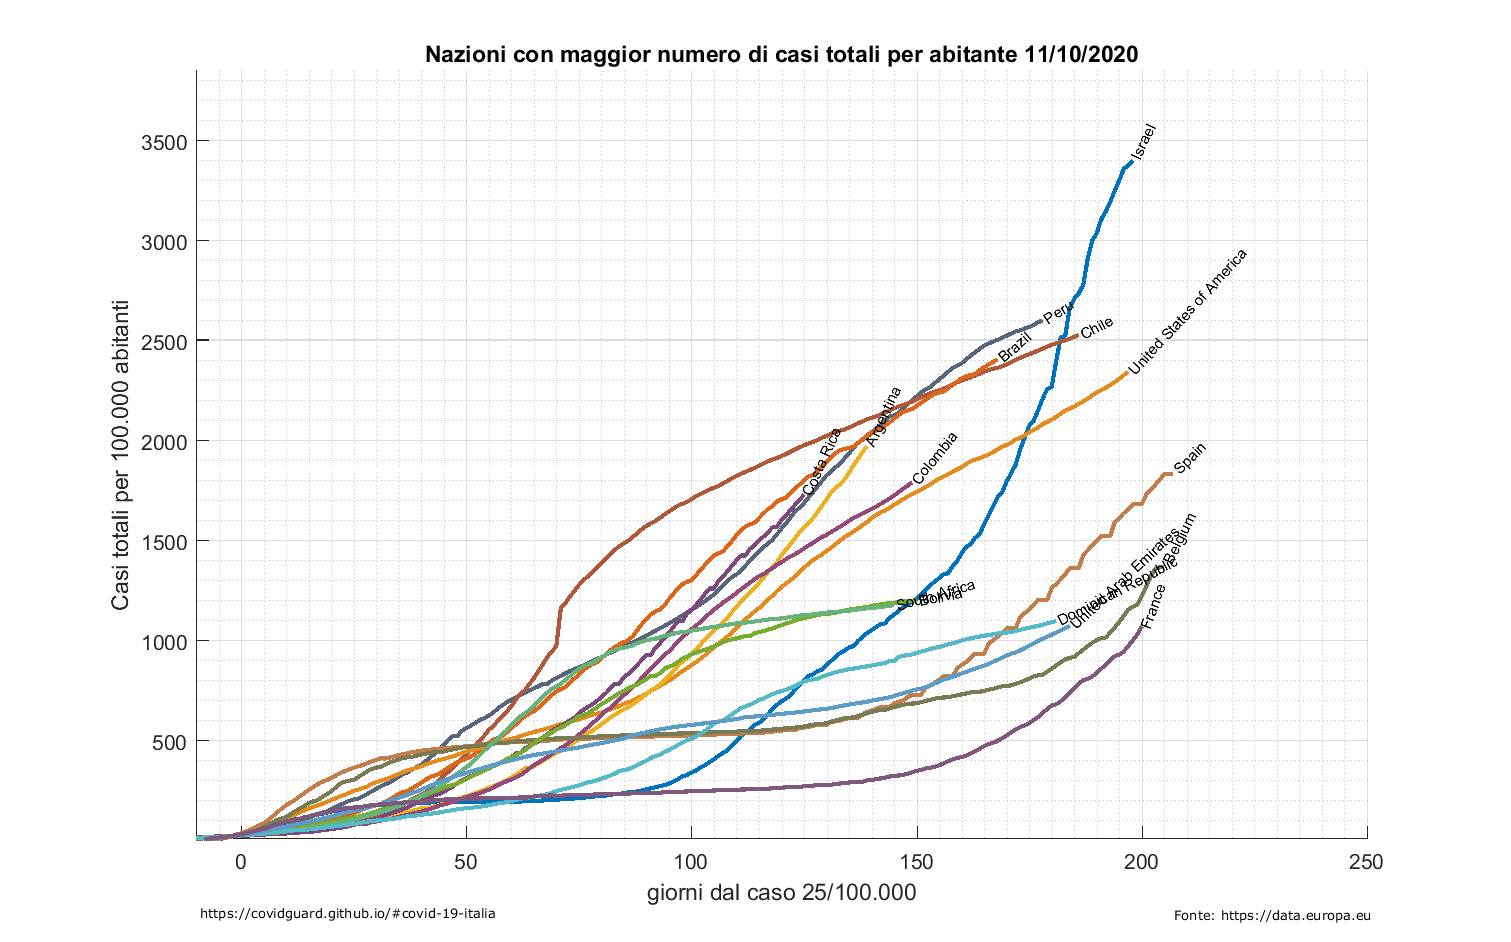 Nazioni con maggior numero di casi totali per abitante 11/10/2020
Casi totali per 100.000 abitanti
3500
3000
2500
2000
1500
1000
500
Israel
United States of America
Peru
Chile
Brazil
Argentina
Costa Rica
Colombia
Spain
Belgium
United Arab Emirates
Dominican Republic
France
South Africa
Bolivia
0
50
100
150
200
250
giorni dal caso 25/100.000
https://covidguard.github.io/#covid-19-italia
Fonte: https://data.europa.eu